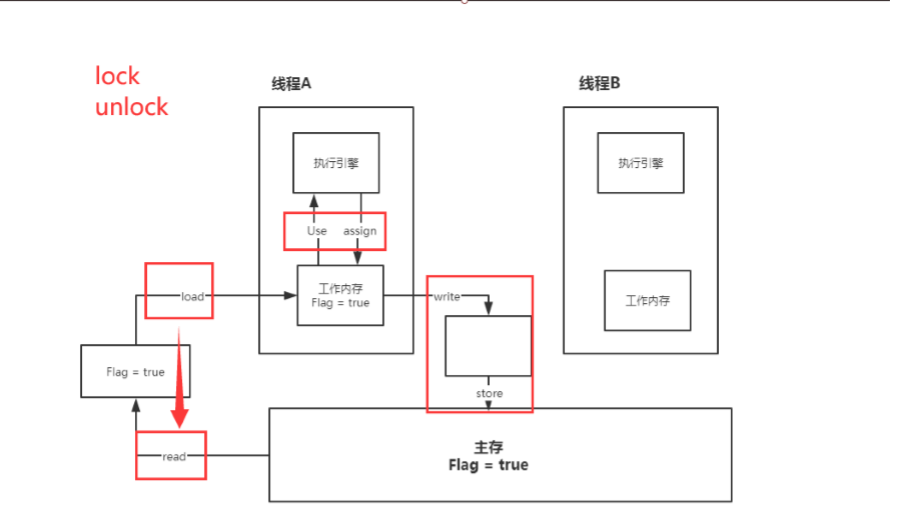 lock
unlock
线程A
线程B
执行引擎
执行引擎
Use
assign
工作内存
Flag = true
工作内存
load
write
Flag = true
store
read
主存
Flag = true